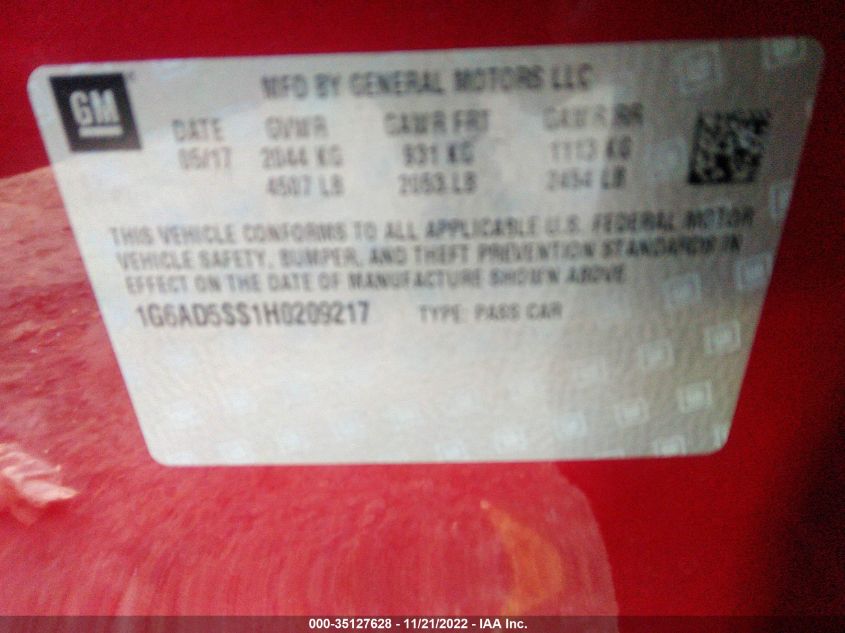 GM
MFD BY GENERAL MOTORS LLC
DATE GVWR GAWR FRT GAWR RR
05/17 2044 KG 931 KG 1113 KG
4507 LB 2053 LB 2454 LB
THIS VEHICLE CONFORMS TO ALL APPLICABLE U.S. FEDERAL MOTOR
VEHICLE SAFETY, BUMPER, AND THEFT PREVENTION STANDARDS IN
EFFECT ON THE DATE OF MANUFACTURE SHOWN ABOVE
1G6AD5SS1H0209217 TYPE: PASS CAR
000-35127628 - 11/21/2022 - IAA Inc.